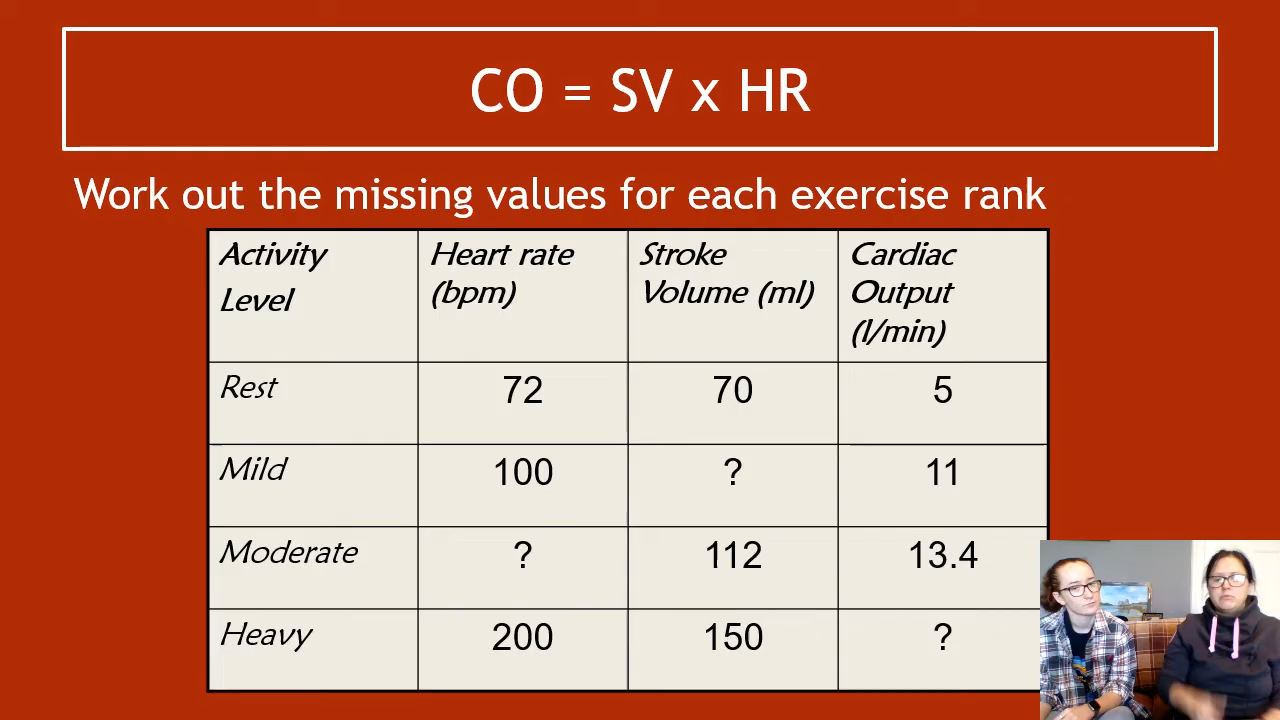 CO = SV x HR
Work out the missing values for each exercise rank
Activity Level
Heart rate (bpm)
Stroke Volume (ml)
Cardiac Output (l/min)
Rest 72 70 5
Mild 100 ? 11
Moderate ? 112 13.4
Heavy 200 150 ?